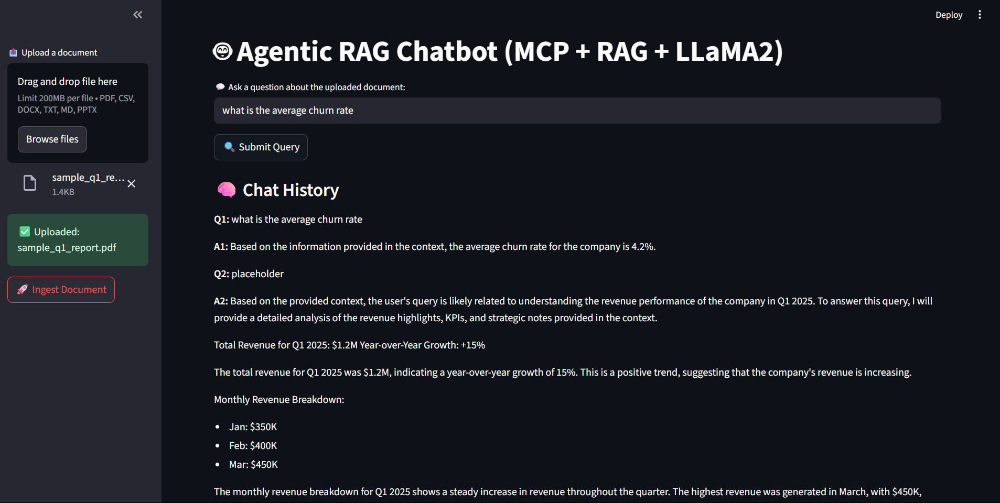 Upload a document
Drag and drop file here
Limit 200MB per file • PDF, CSV,
DOCX, TXT, MD, PPTX
Browse files
sample_q1_re...
1.4KB
Uploaded:
sample_q1_report.pdf
Ingest Document
Deploy
Agentic RAG Chatbot (MCP + RAG + LLaMA2)
Ask a question about the uploaded document:
what is the average churn rate
Submit Query
Chat History
Q1: what is the average churn rate
A1: Based on the information provided in the context, the average churn rate for the company is 4.2%.
Q2: placeholder
A2: Based on the provided context, the user's query is likely related to understanding the revenue performance of the company in Q1 2025. To answer this query, I will
provide a detailed analysis of the revenue highlights, KPIs, and strategic notes provided in the context.
Total Revenue for Q1 2025: $1.2M Year-over-Year Growth: +15%
The total revenue for Q1 2025 was $1.2M, indicating a year-over-year growth of 15%. This is a positive trend, suggesting that the company's revenue is increasing.
Monthly Revenue Breakdown:
• Jan: $350K
• Feb: $400K
• Mar: $450K
The monthly revenue breakdown for Q1 2025 shows a steady increase in revenue throughout the quarter. The highest revenue was generated in March, with $450K,